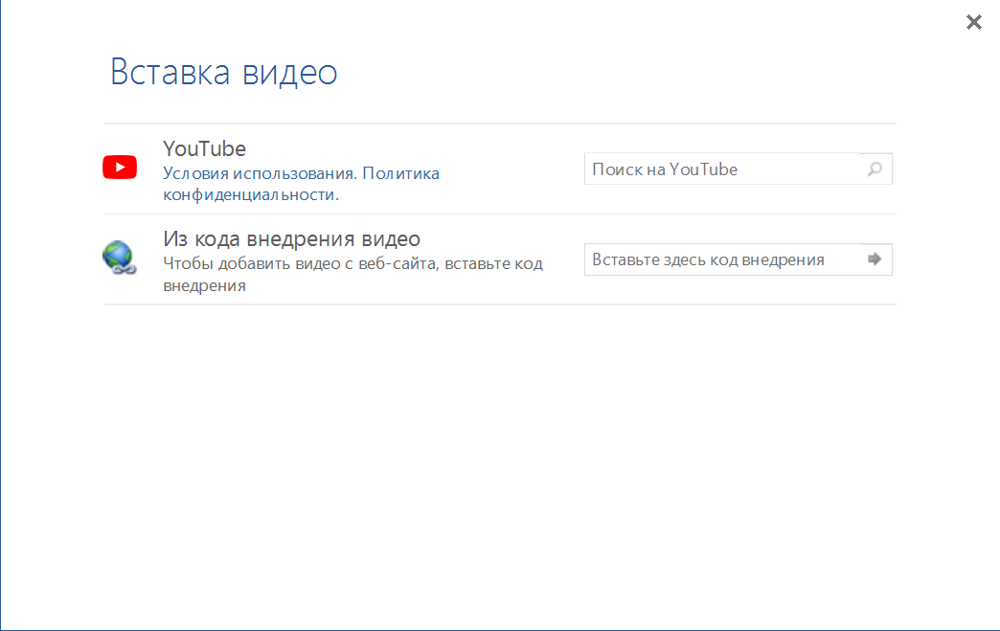 Вставка видео
YouTube
Условия использования. Политика
конфиденциальности.
Поиск на YouTube
Из кода внедрения видео
Чтобы добавить видео с веб-сайта, вставьте код
внедрения
Вставьте здесь код внедрения